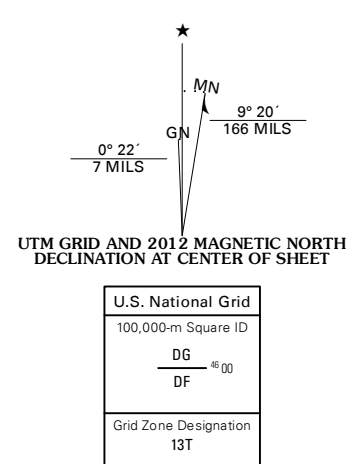 ★
MN
GN
9° 20´
166 MILS
0° 22´
7 MILS
UTM GRID AND 2012 MAGNETIC NORTH
DECLINATION AT CENTER OF SHEET
U.S. National Grid
100,000-m Square ID
DG
46 00
DF
Grid Zone Designation
13T